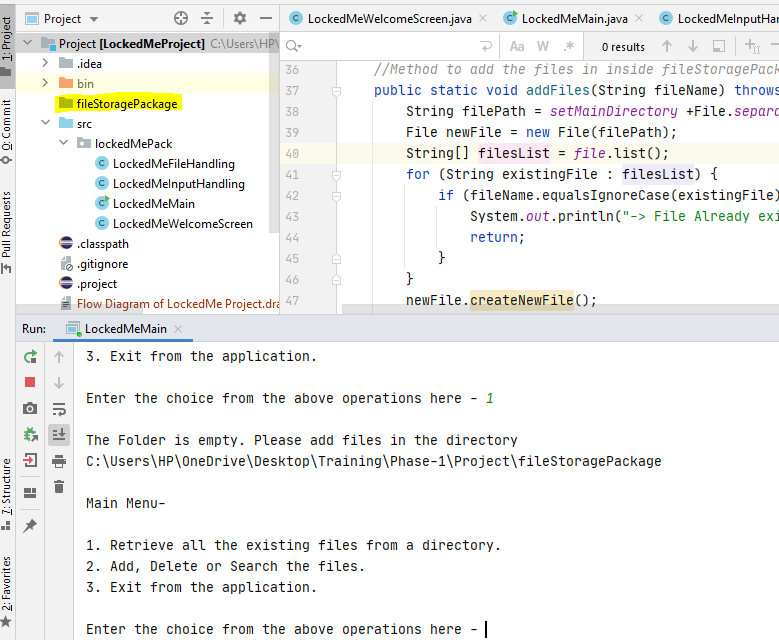 Project
LockedMeWelcomeScreen.java
LockedMeMain.java
LockedMeInputHan
1: Project
0: Commit
Pull Requests
7: Structure
2: Favorites
Project [LockedMeProject] C:\Users\HP\
.idea
bin
fileStoragePackage
src
lockedMePack
LockedMeFileHandling
LockedMeInputHandling
LockedMeMain
LockedMeWelcomeScreen
.classpath
.gitignore
.project
Flow Diagram of LockedMe Project.dra
Aa W .* 0 results
36 //Method to add the files in inside fileStoragePack
37 public static void addFiles(String fileName) throws
38 String filePath = setMainDirectory +File.separa
39 File newFile = new File(filePath);
40 String[] filesList = file.list();
41 for (String existingFile : filesList) {
42 if (fileName.equalsIgnoreCase(existingFile)
43 System.out.println("-> File Already exi
44 return;
45 }
46 }
47 newFile.createNewFile();
Run: LockedMeMain
3. Exit from the application.
Enter the choice from the above operations here - 1
The Folder is empty. Please add files in the directory
C:\Users\HP\OneDrive\Desktop\Training\Phase-1\Project\fileStoragePackage
Main Menu-
1. Retrieve all the existing files from a directory.
2. Add, Delete or Search the files.
3. Exit from the application.
Enter the choice from the above operations here -